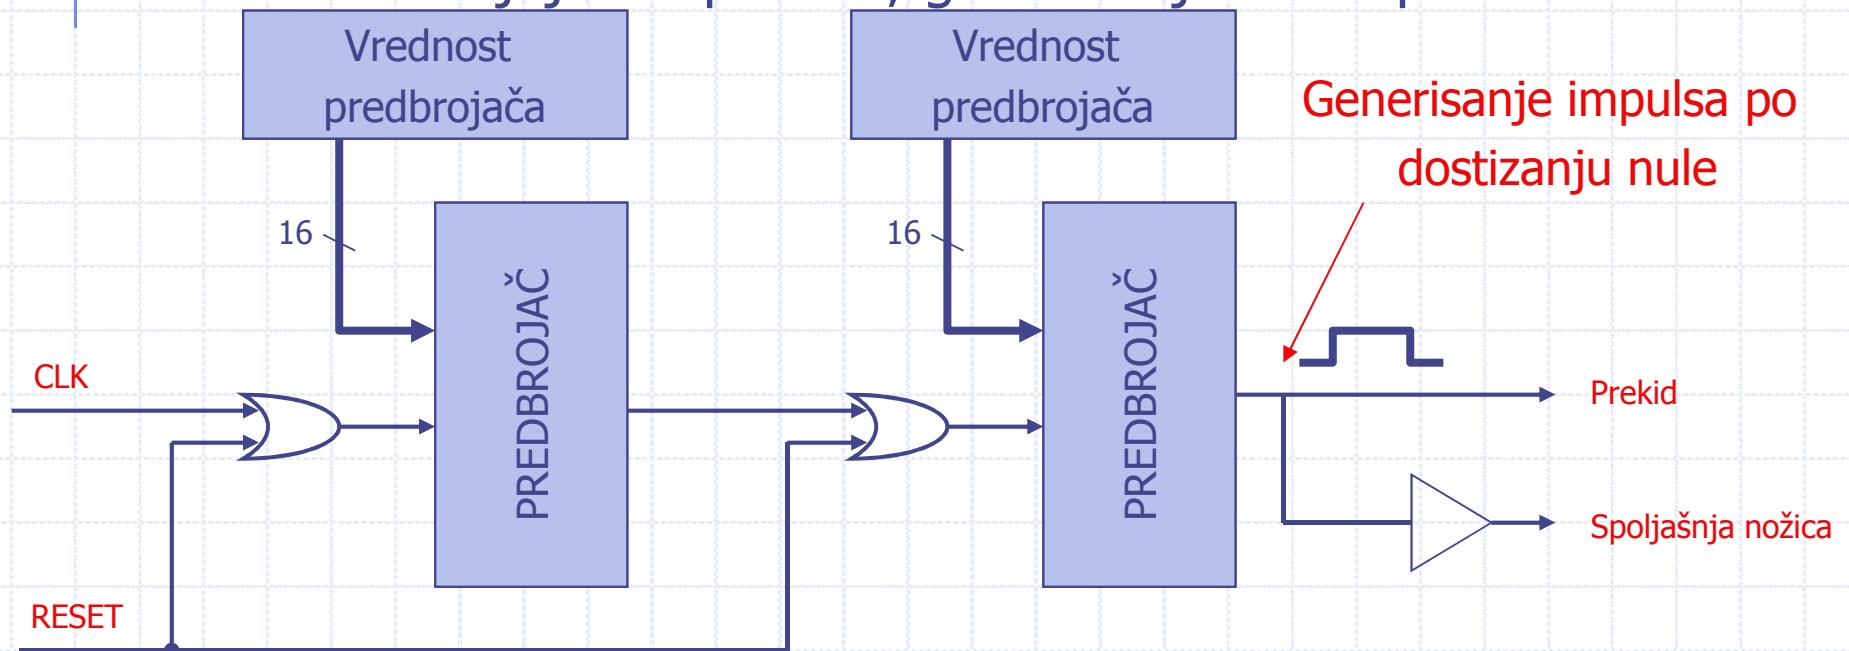 Vrednost
predbrojača
Vrednost
predbrojača
Generisanje impulsa po
dostizanju nule
16
16
PREDBROJAČ
PREDBROJAČ
CLK
Prekid
Spoljašnja nožica
RESET